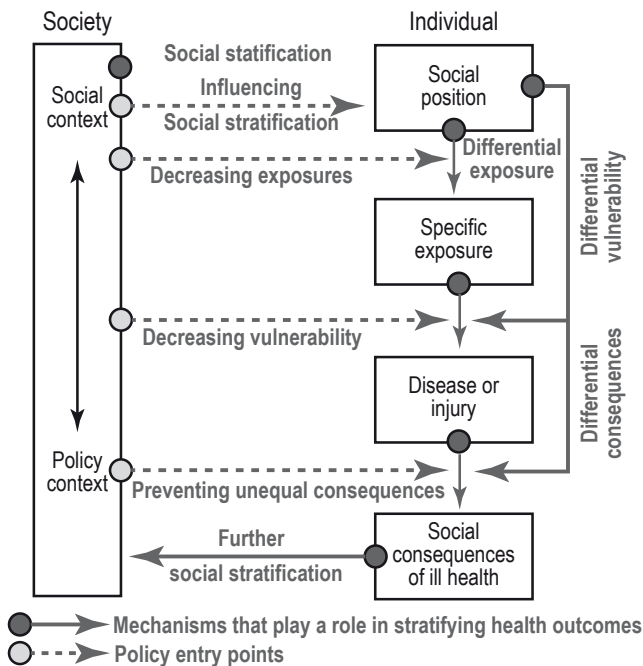 Society
Individual
Social statification
Social
context
Influencing
Social stratification
Social
position
Differential
exposure
Decreasing exposures
Differential
vulnerability
Specific
exposure
Decreasing vulnerability
Disease or
injury
Differential
consequences
Policy
context
Preventing unequal consequences
Further
social stratification
Social
consequences
of ill health
Mechanisms that play a role in stratifying health outcomes
Policy entry points